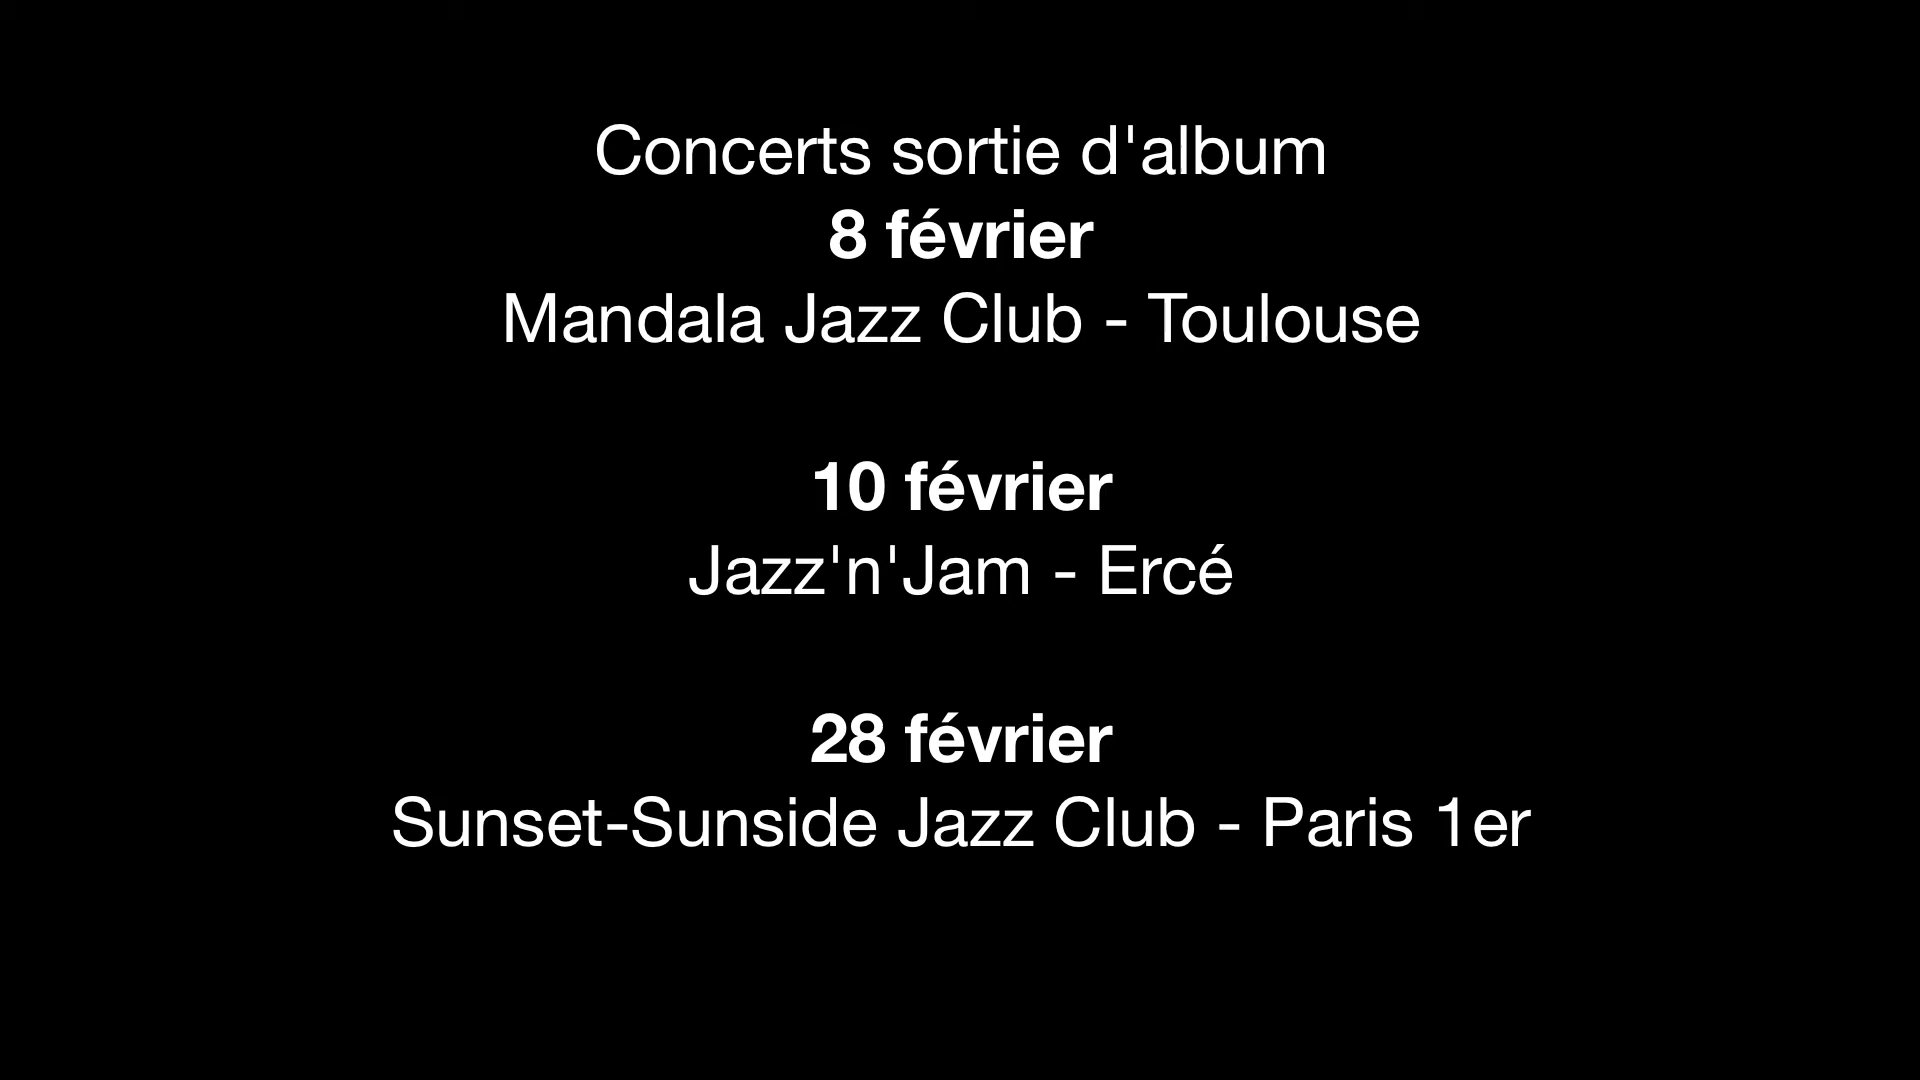 Concerts sortie d'album
8 février
Mandala Jazz Club - Toulouse
10 février
Jazz'n'Jam - Ercé
28 février
Sunset-Sunside Jazz Club - Paris 1er